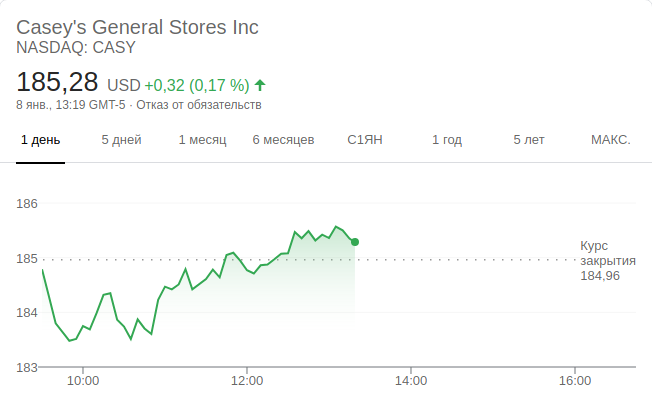 Casey's General Stores Inc
NASDAQ: CASY
185,28 USD +0,32 (0,17 %)
8 янв., 13:19 GMT-5 · Отказ от обязательств
1 день 5 дней 1 месяц 6 месяцев С1ЯН 1 год 5 лет МАКС.
186
185
184
183
Курс
закрытия
184,96
10:00 12:00 14:00 16:00